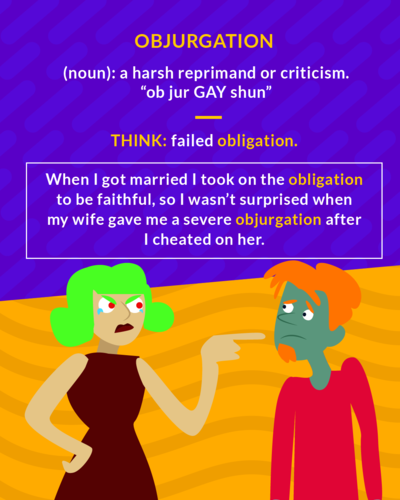 OBJURGATION
(noun): a harsh reprimand or criticism.
“ob jur GAY shun”
THINK: failed obligation.
When I got married I took on the obligation
to be faithful, so I wasn’t surprised when
my wife gave me a severe objurgation after
I cheated on her.